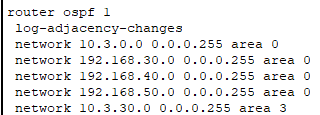 router ospf 1
log-adjacency-changes
network 10.3.0.0 0.0.0.255 area 0
network 192.168.30.0 0.0.0.255 area 0
network 192.168.40.0 0.0.0.255 area 0
network 192.168.50.0 0.0.0.255 area 0
network 10.3.30.0 0.0.0.255 area 3